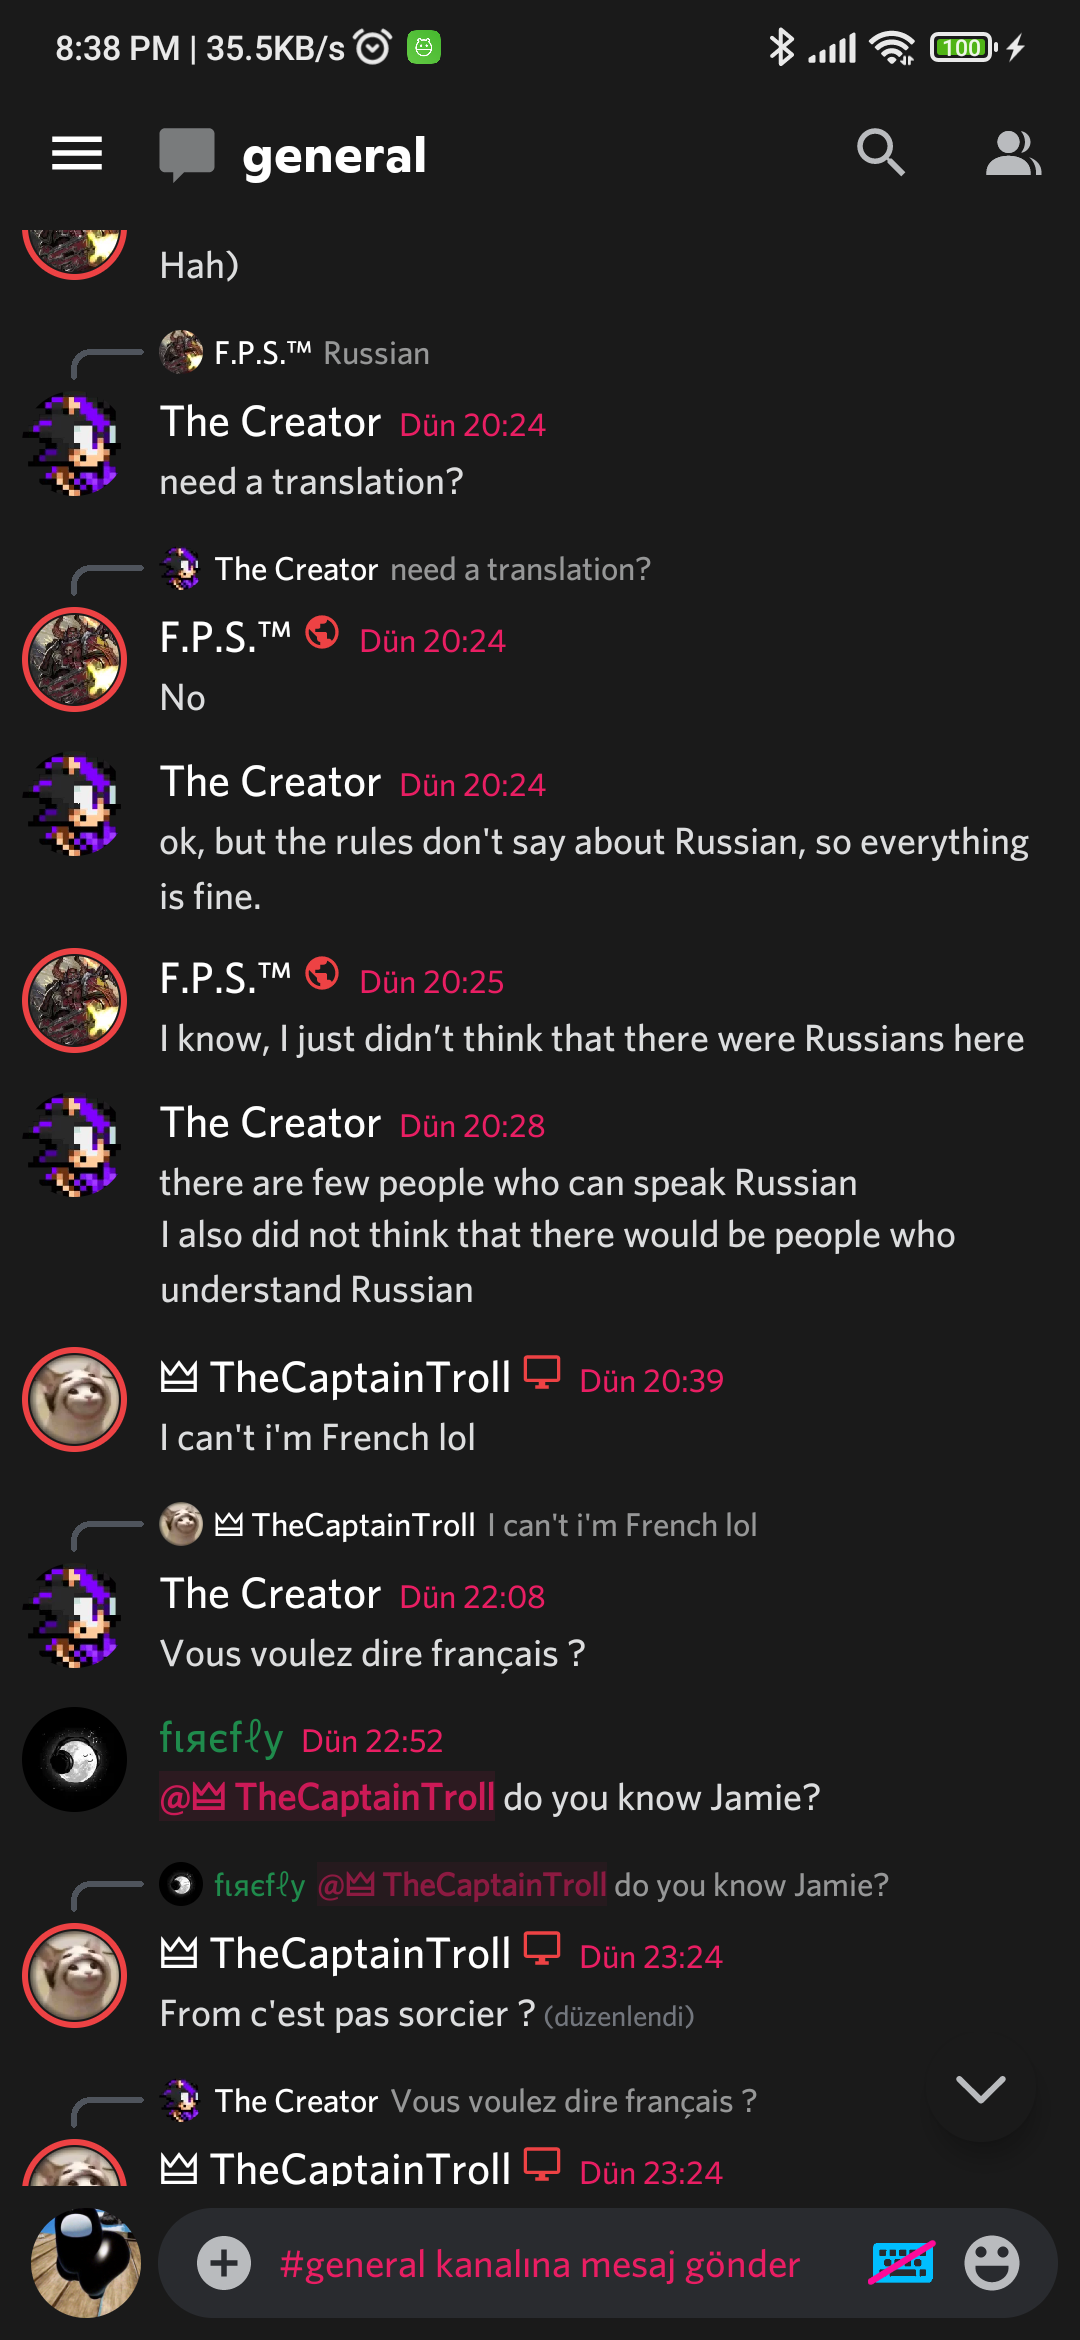 8:38 PM | 35.5KB/s
100
general
Hah)
F.P.S.™ Russian
The Creator Dün 20:24
need a translation?
The Creator need a translation?
F.P.S.™ Dün 20:24
No
The Creator Dün 20:24
ok, but the rules don't say about Russian, so everything
is fine.
F.P.S.™ Dün 20:25
I know, I just didn’t think that there were Russians here
The Creator Dün 20:28
there are few people who can speak Russian
I also did not think that there would be people who
understand Russian
TheCaptainTroll Dün 20:39
I can't i'm French lol
TheCaptainTroll I can't i'm French lol
The Creator Dün 22:08
Vous voulez dire français ?
fιяєfℓy Dün 22:52
@ TheCaptainTroll do you know Jamie?
fιяєfℓy @ TheCaptainTroll do you know Jamie?
TheCaptainTroll Dün 23:24
From c'est pas sorcier ? (düzenlendi)
The Creator Vous voulez dire français ?
TheCaptainTroll Dün 23:24
#general kanalına mesaj gönder